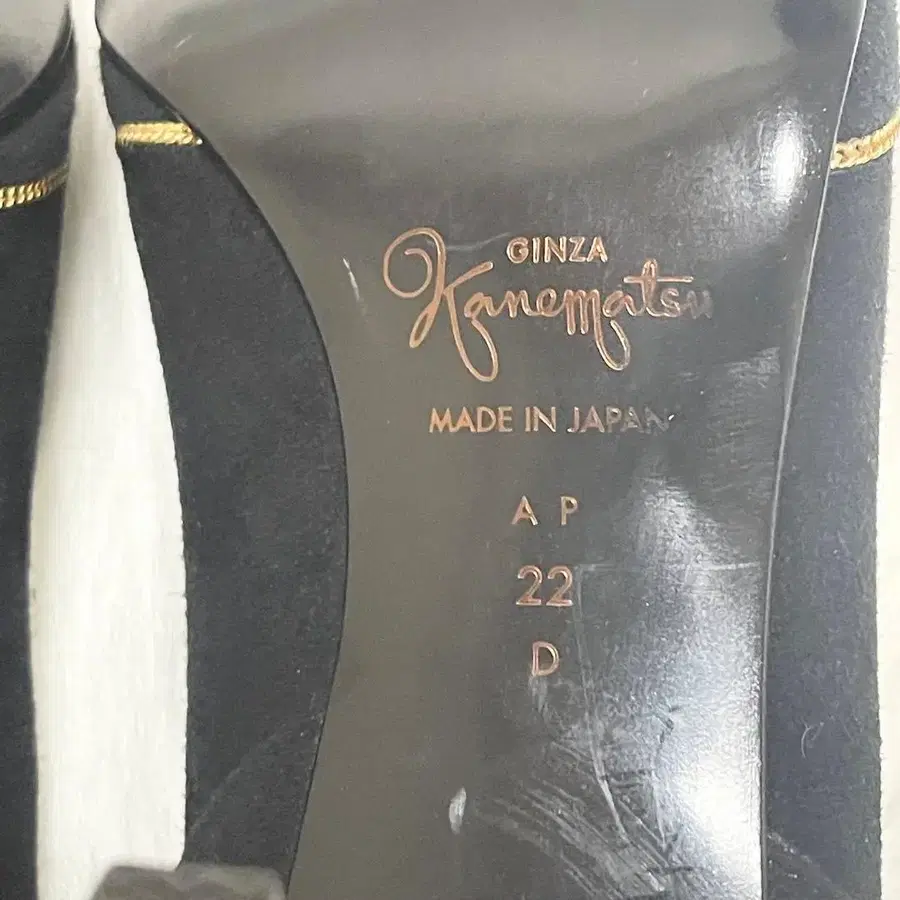 GINZA
Kanematsu
MADE IN JAPAN
A P
22
D